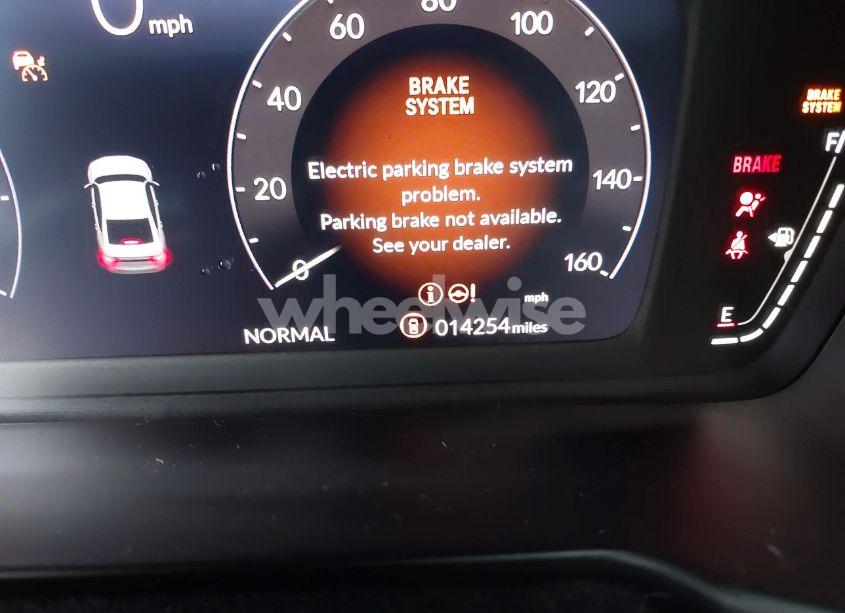 0 mph
60
80
100
40
120
20
140
0
160
BRAKE
SYSTEM
Electric parking brake system
problem.
Parking brake not available.
See your dealer.
mph
NORMAL
014254 miles
wheelwise
BRAKE
SYSTEM
F/
BRAKE
E